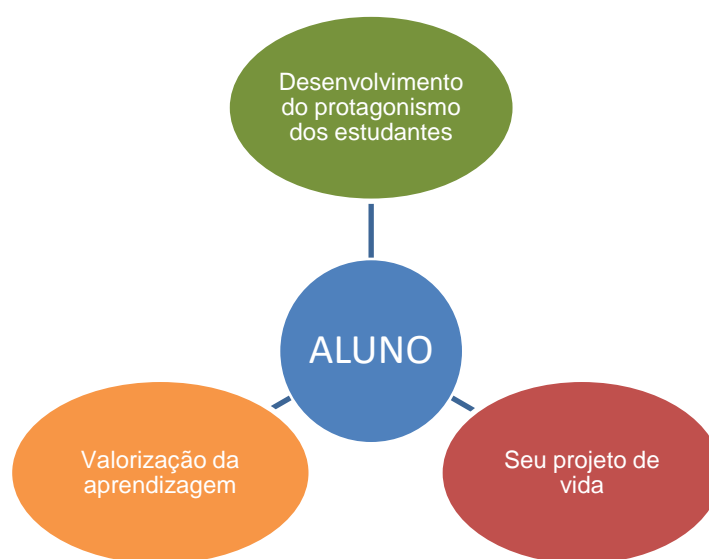 Desenvolvimento
do protagonismo
dos estudantes
ALUNO
Valorização da
aprendizagem
Seu projeto de
vida